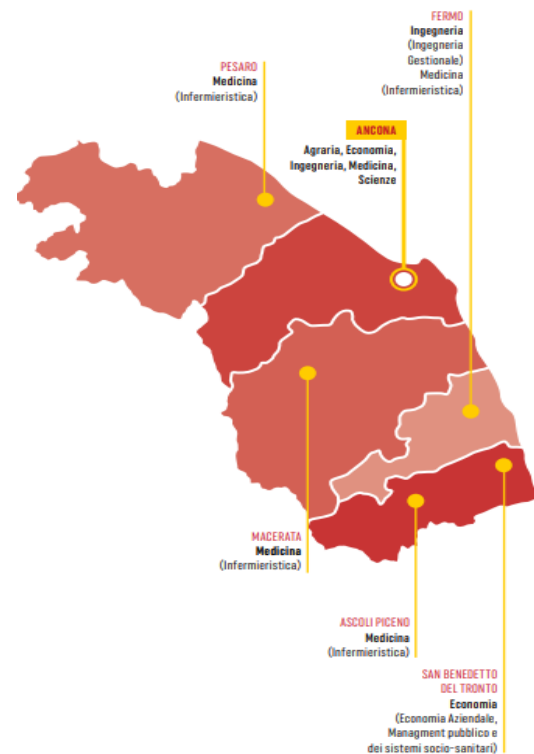 FERMO
Ingegneria
(Ingegneria
Gestionale)
Medicina
(Infermieristica)
PESARO
Medicina
(Infermieristica)
ANCONA
Agraria, Economia,
Ingegneria, Medicina,
Scienze
MACERATA
Medicina
(Infermieristica)
ASCOLI PICENO
Medicina
(Infermieristica)
SAN BENEDETTO
DEL TRONTO
Economia
(Economia Aziendale,
Managment pubblico e
dei sistemi socio-sanitari)